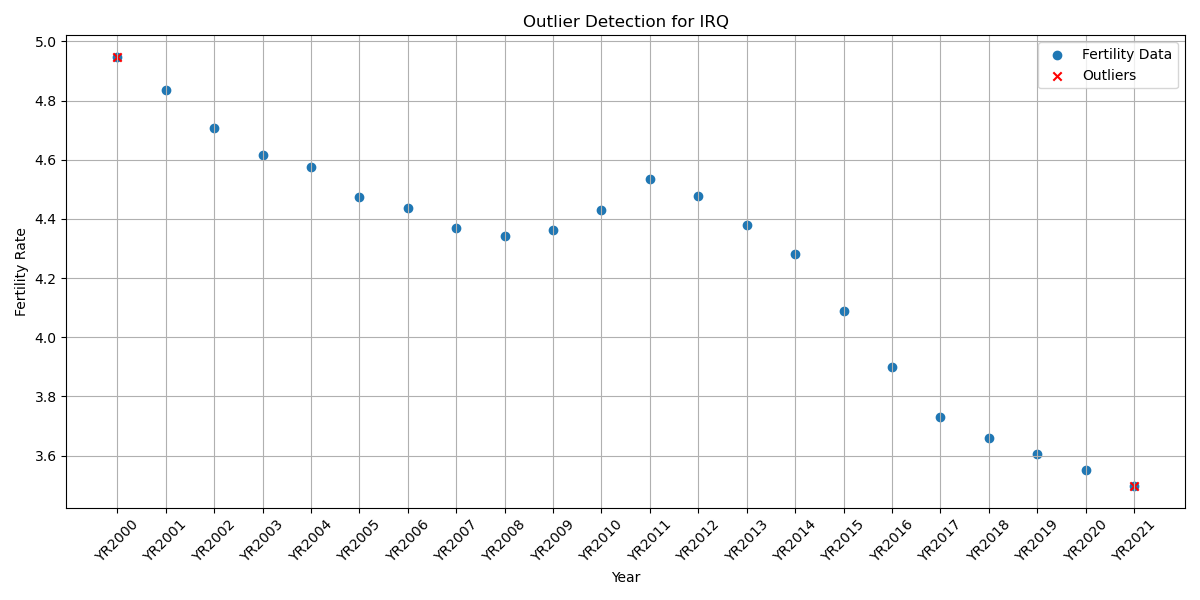 Outlier Detection for IRQ
Fertility Data
Outliers
5.0
4.8
4.6
4.4
4.2
4.0
3.8
3.6
Fertility Rate
YR2000
YR2001
YR2002
YR2003
YR2004
YR2005
YR2006
YR2007
YR2008
YR2009
YR2010
YR2011
YR2012
YR2013
YR2014
YR2015
YR2016
YR2017
YR2018
YR2019
YR2020
YR2021
Year